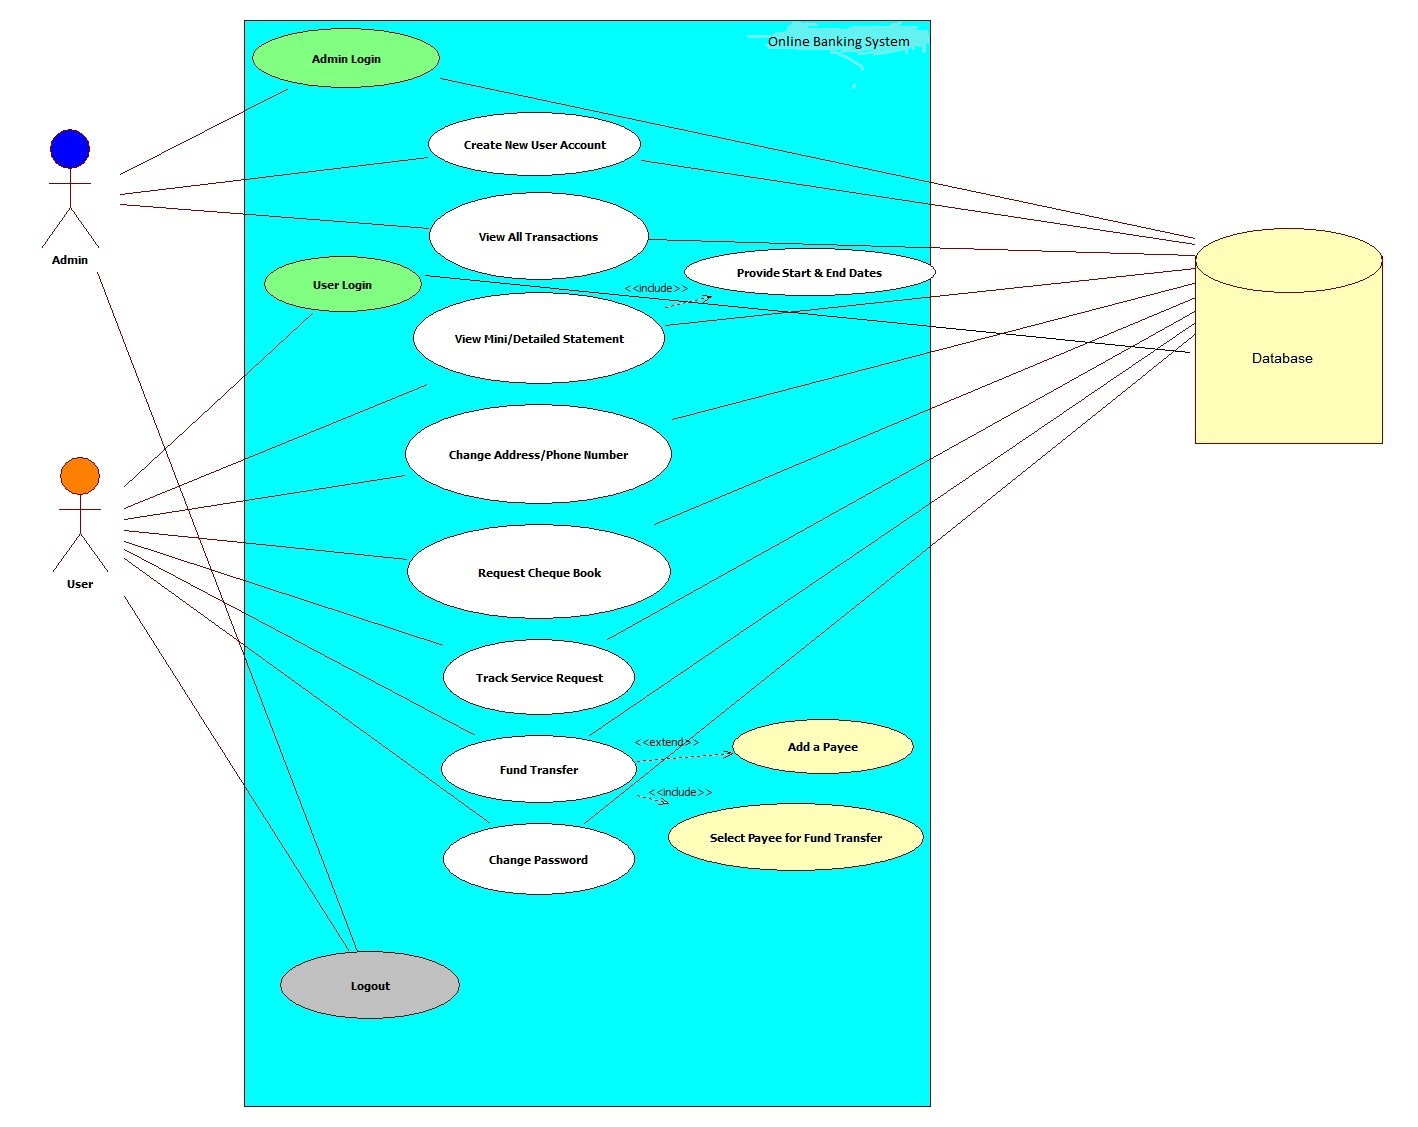 Online Banking System
Admin Login
Create New User Account
View All Transactions
Admin
Provide Start & End Dates
User Login
<<include>>
View Mini/Detailed Statement
Database
Change Address/Phone Number
Request Cheque Book
User
Track Service Request
<<extend>>
Add a Payee
Fund Transfer
<<include>>
Select Payee for Fund Transfer
Change Password
Logout